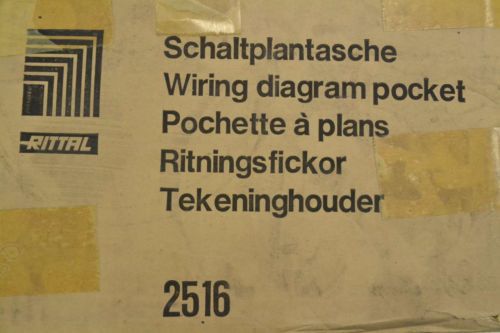 RITTAL
Schaltplantasche
Wiring diagram pocket
Pochette à plans
Ritningsfickor
Tekeninghouder
2516